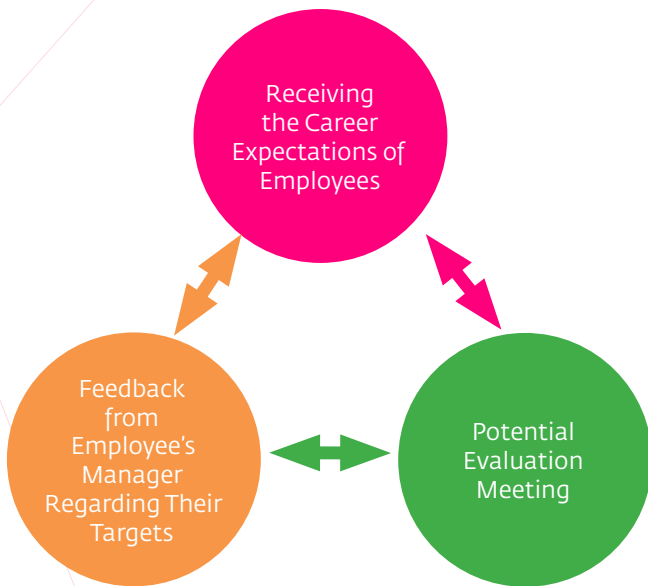 Receiving
the Career
Expectations of
Employees
Feedback
from
Employee's
Manager
Regarding Their
Targets
Potential
Evaluation
Meeting